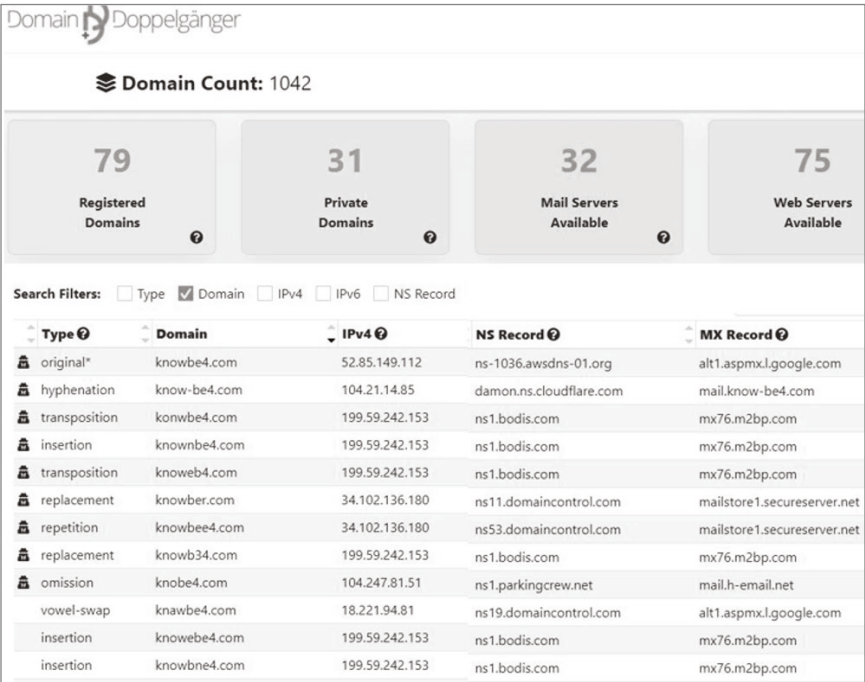 Domain Doppelgänger
Domain Count: 1042
79 31 32 75
Registered Private Mail Servers Web Servers
Domains Domains Available Available
Search Filters: Type Domain IPv4 IPv6 NS Record
Type Domain IPv4 NS Record MX Record
original* knowbe4.com 52.85.149.112 ns-1036.awsdns-01.org alt1.aspmx.l.google.com
hyphenation know-be4.com 104.21.14.85 damon.ns.cloudflare.com mail.know-be4.com
transposition konwbe4.com 199.59.242.153 ns1.bodis.com mx76.m2bp.com
insertion knownbe4.com 199.59.242.153 ns1.bodis.com mx76.m2bp.com
transposition knoweb4.com 199.59.242.153 ns1.bodis.com mx76.m2bp.com
replacement knowber.com 34.102.136.180 ns11.domaincontrol.com mailstore1.secureserver.net
repetition knowbee4.com 34.102.136.180 ns53.domaincontrol.com mailstore1.secureserver.net
replacement knowb34.com 199.59.242.153 ns1.bodis.com mx76.m2bp.com
omission knobe4.com 104.247.81.51 ns1.parkingcrew.net mail.h-email.net
vowel-swap knawbe4.com 18.221.94.81 ns19.domaincontrol.com alt1.aspmx.l.google.com
insertion knowebe4.com 199.59.242.153 ns1.bodis.com mx76.m2bp.com
insertion knowbne4.com 199.59.242.153 ns1.bodis.com mx76.m2bp.com